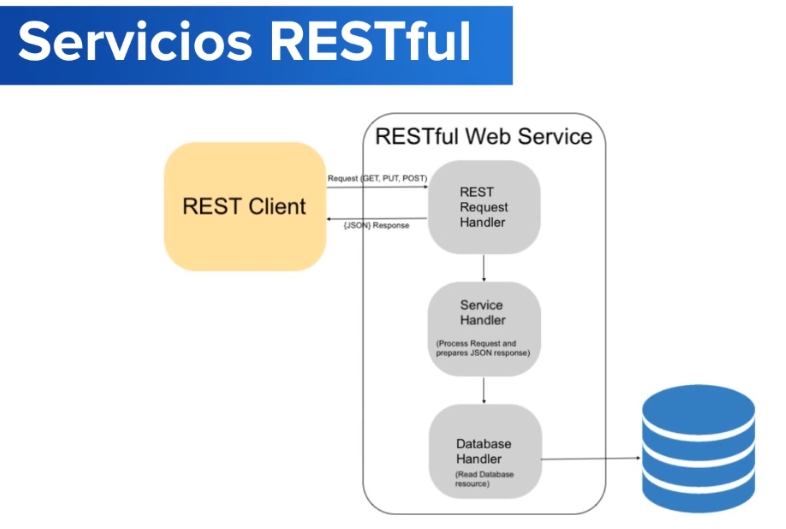 Servicios RESTful
RESTful Web Service
REST Client
Request (GET, PUT, POST)
{JSON} Response
REST
Request
Handler
Service
Handler
(Process Request and
prepares JSON response)
Database
Handler
(Read Database
resource)